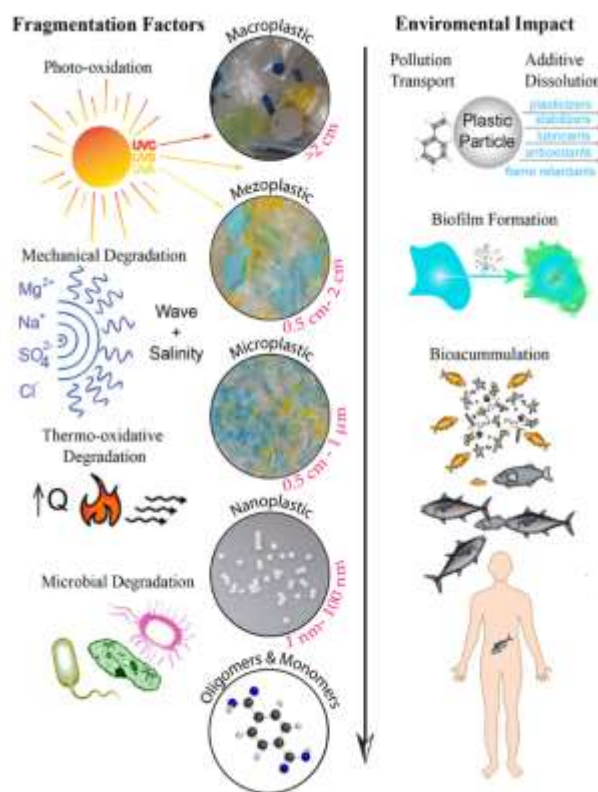 Fragmentation Factors
Photo-oxidation
UVC
UVB
UVA
Mechanical Degradation
Mg²⁺
Na⁺
SO₄²⁻
Cl⁻
Wave
+
Salinity
Thermo-oxidative
Degradation
↑Q
Microbial Degradation
Macroplastic
>2 cm
Mezoplastic
0.5 cm- 2 cm
Microplastic
0.5 cm- 1 µm
Nanoplastic
1 nm- 100 nm
Oligomers & Monomers
Enviromental Impact
Pollution
Transport
Additive
Dissolution
Plastic
Particle
plasticizers
stabilizers
lubricants
antioxidants
flame retardants
Biofilm Formation
Bioacummulation